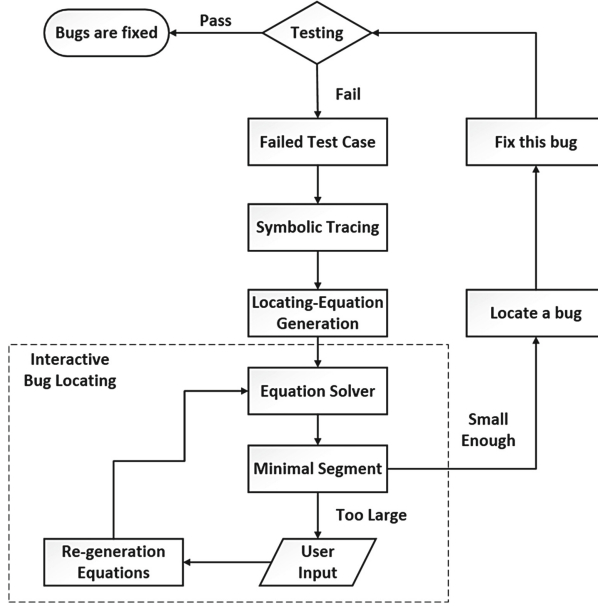 Bugs are fixed
Pass
Testing
Fail
Failed Test Case
Fix this bug
Symbolic Tracing
Locating-Equation
Generation
Locate a bug
Interactive
Bug Locating
Equation Solver
Small
Enough
Minimal Segment
Too Large
Re-generation
Equations
User
Input